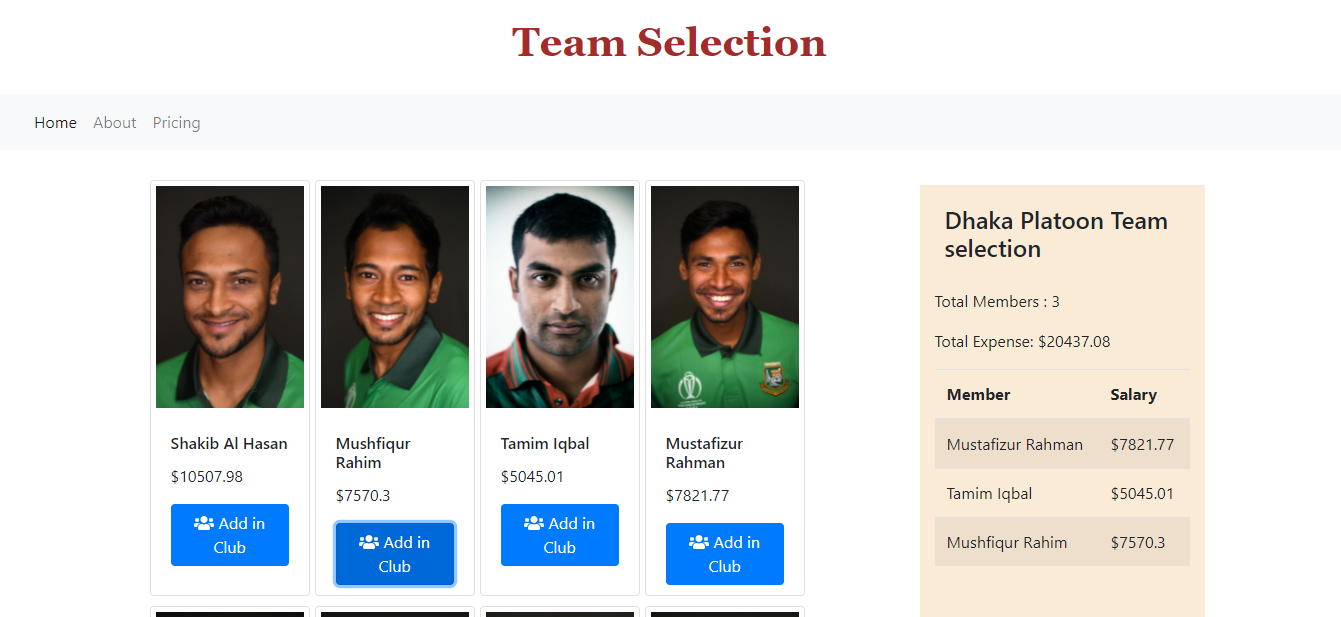 Team Selection
Home About Pricing
Shakib Al Hasan
$10507.98
Add in
Club
Mushfiqur
Rahim
$7570.3
Add in
Club
Tamim Iqbal
$5045.01
Add in
Club
Mustafizur
Rahman
$7821.77
Add in
Club
Dhaka Platoon Team
selection
Total Members : 3
Total Expense: $20437.08
Member Salary
Mustafizur Rahman $7821.77
Tamim Iqbal $5045.01
Mushfiqur Rahim $7570.3